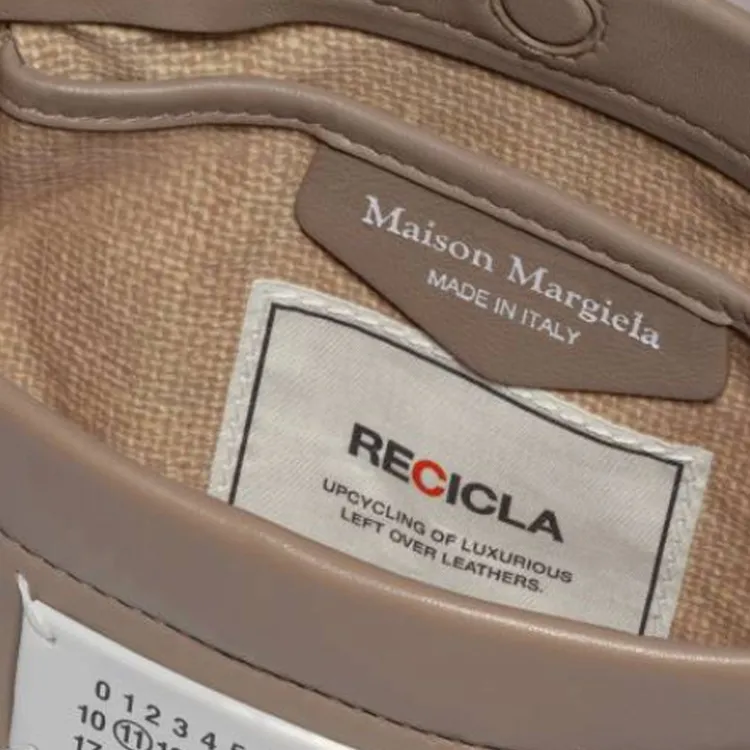 Maison Margiela
MADE IN ITALY
RECICLA
UPCYCLING OF LUXURIOUS
LEFT OVER LEATHERS.
0 1 2 3 4
10 11
17